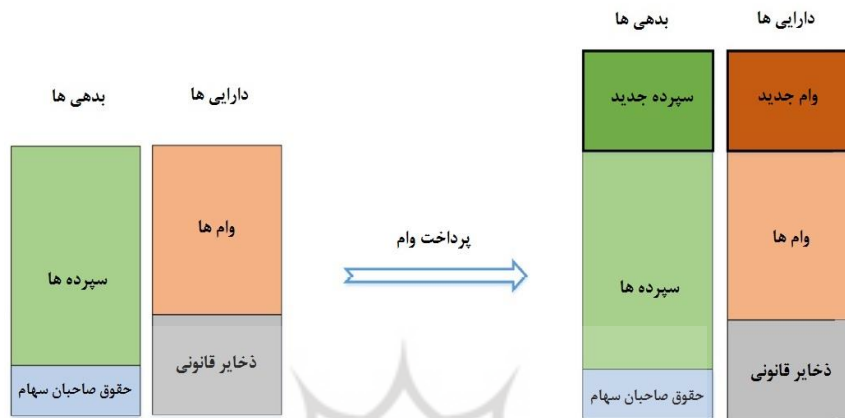 دارایی ها
بدهی ها
وام جدید
سپرده جدید
وام ها
سپرده ها
ذخایر قانونی
حقوق صاحبان سهام
پرداخت وام
دارایی ها
بدهی ها
وام ها
سپرده ها
ذخایر قانونی
حقوق صاحبان سهام